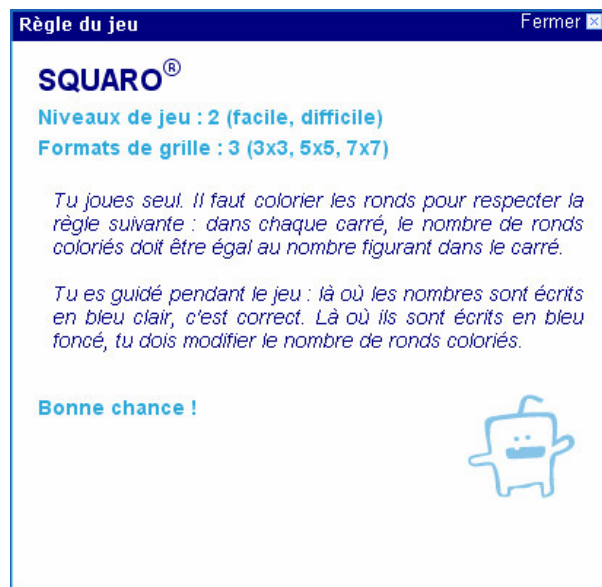 Règle du jeu Fermer
SQUARO®
Niveaux de jeu : 2 (facile, difficile)
Formats de grille : 3 (3x3, 5x5, 7x7)
Tu joues seul. Il faut colorier les ronds pour respecter la
règle suivante : dans chaque carré, le nombre de ronds
coloriés doit être égal au nombre figurant dans le carré.
Tu es guidé pendant le jeu : là où les nombres sont écrits
en bleu clair, c'est correct. Là où ils sont écrits en bleu
foncé, tu dois modifier le nombre de ronds coloriés.
Bonne chance !